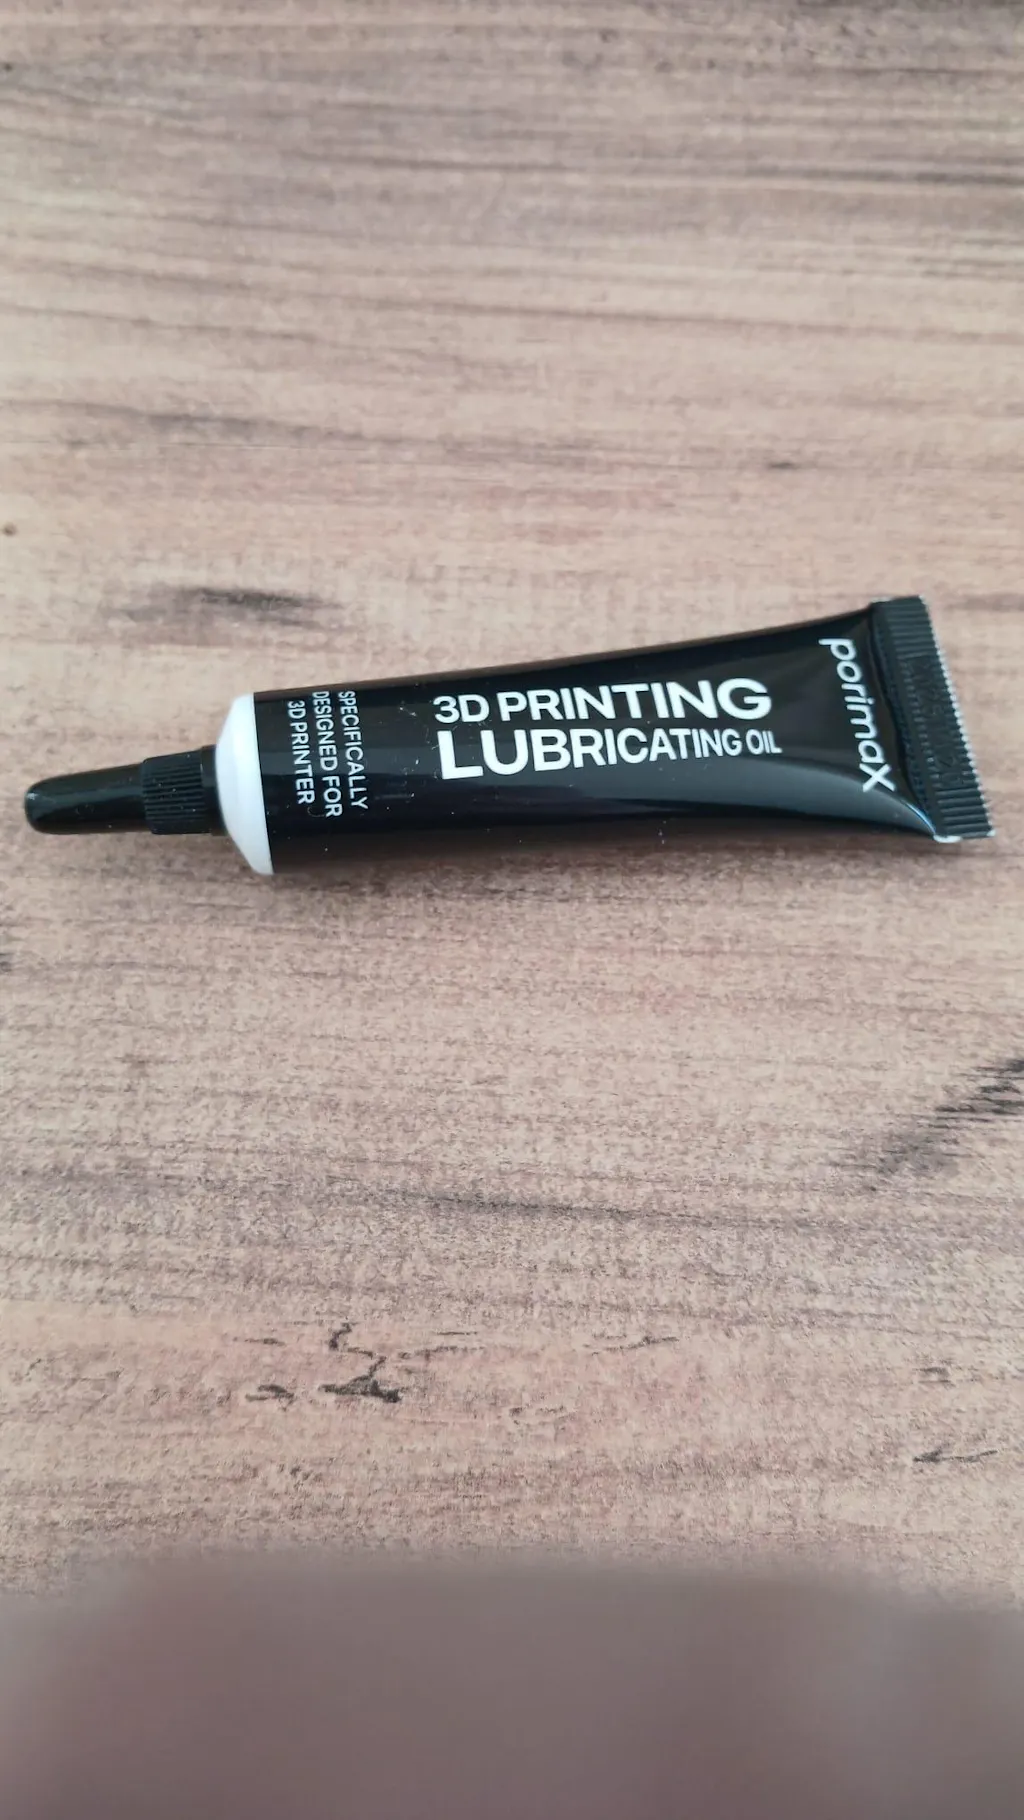 3D PRINTING
LUBRICATING OIL
SPECIFICALLY
DESIGNED FOR
3D PRINTER
porimax